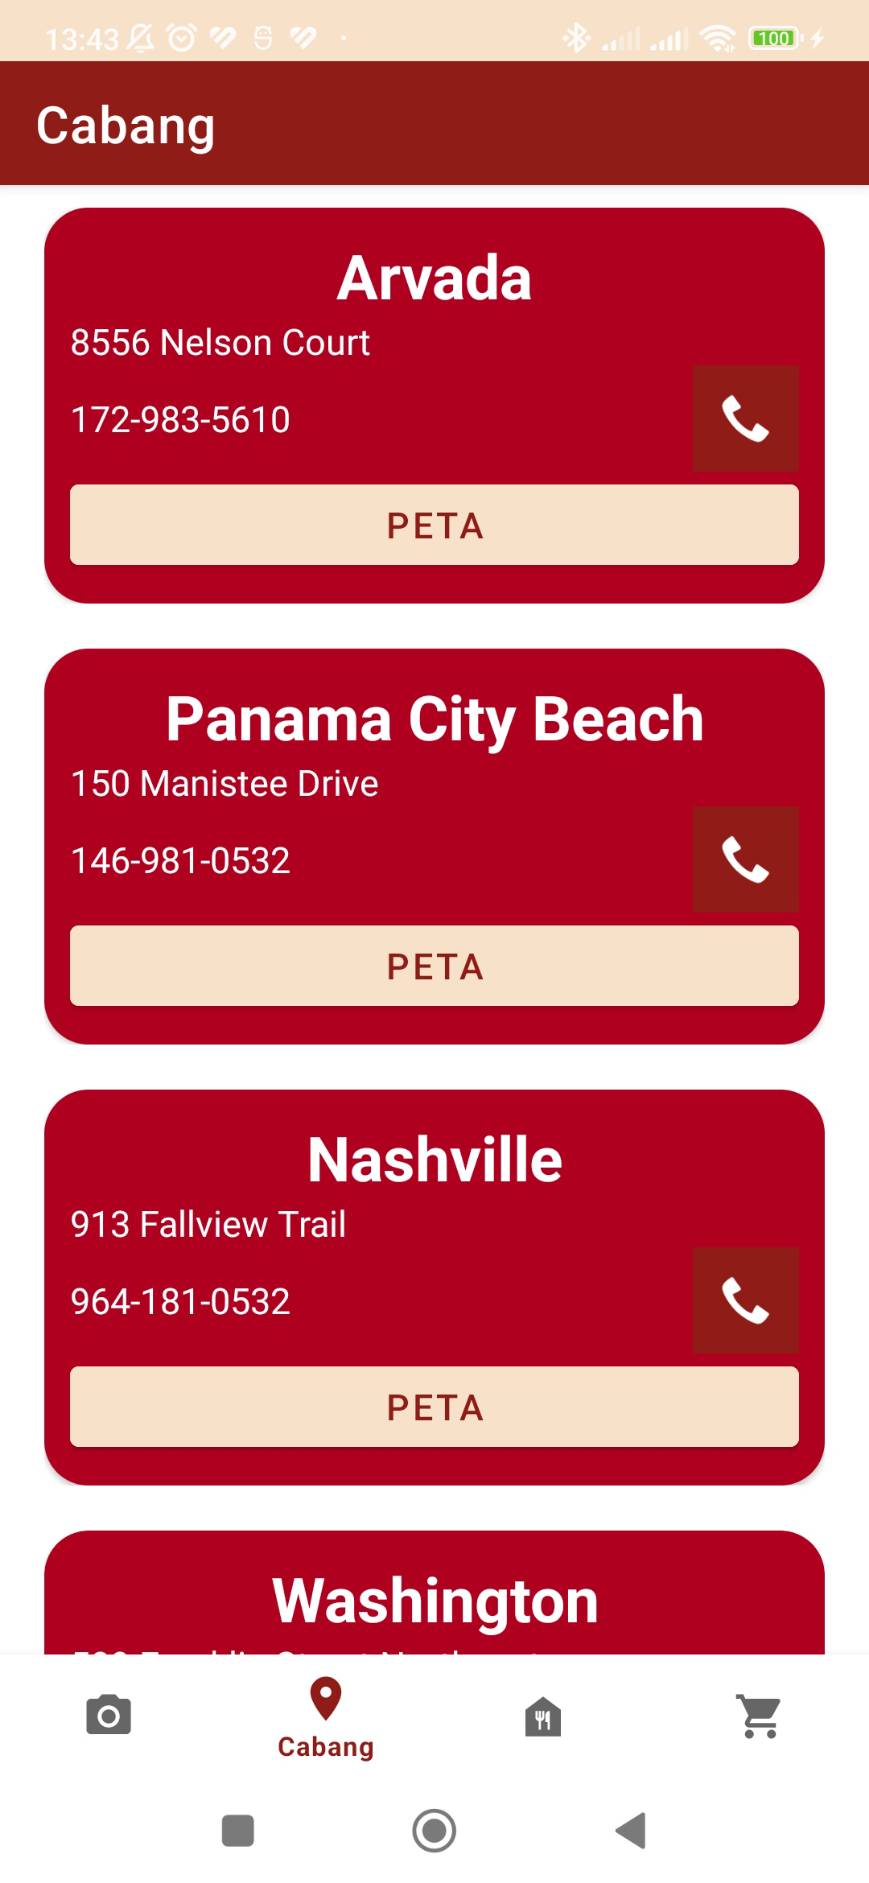 13:43
100
Cabang
Arvada
8556 Nelson Court
172-983-5610
PETA
Panama City Beach
150 Manistee Drive
146-981-0532
PETA
Nashville
913 Fallview Trail
964-181-0532
PETA
Washington
Cabang